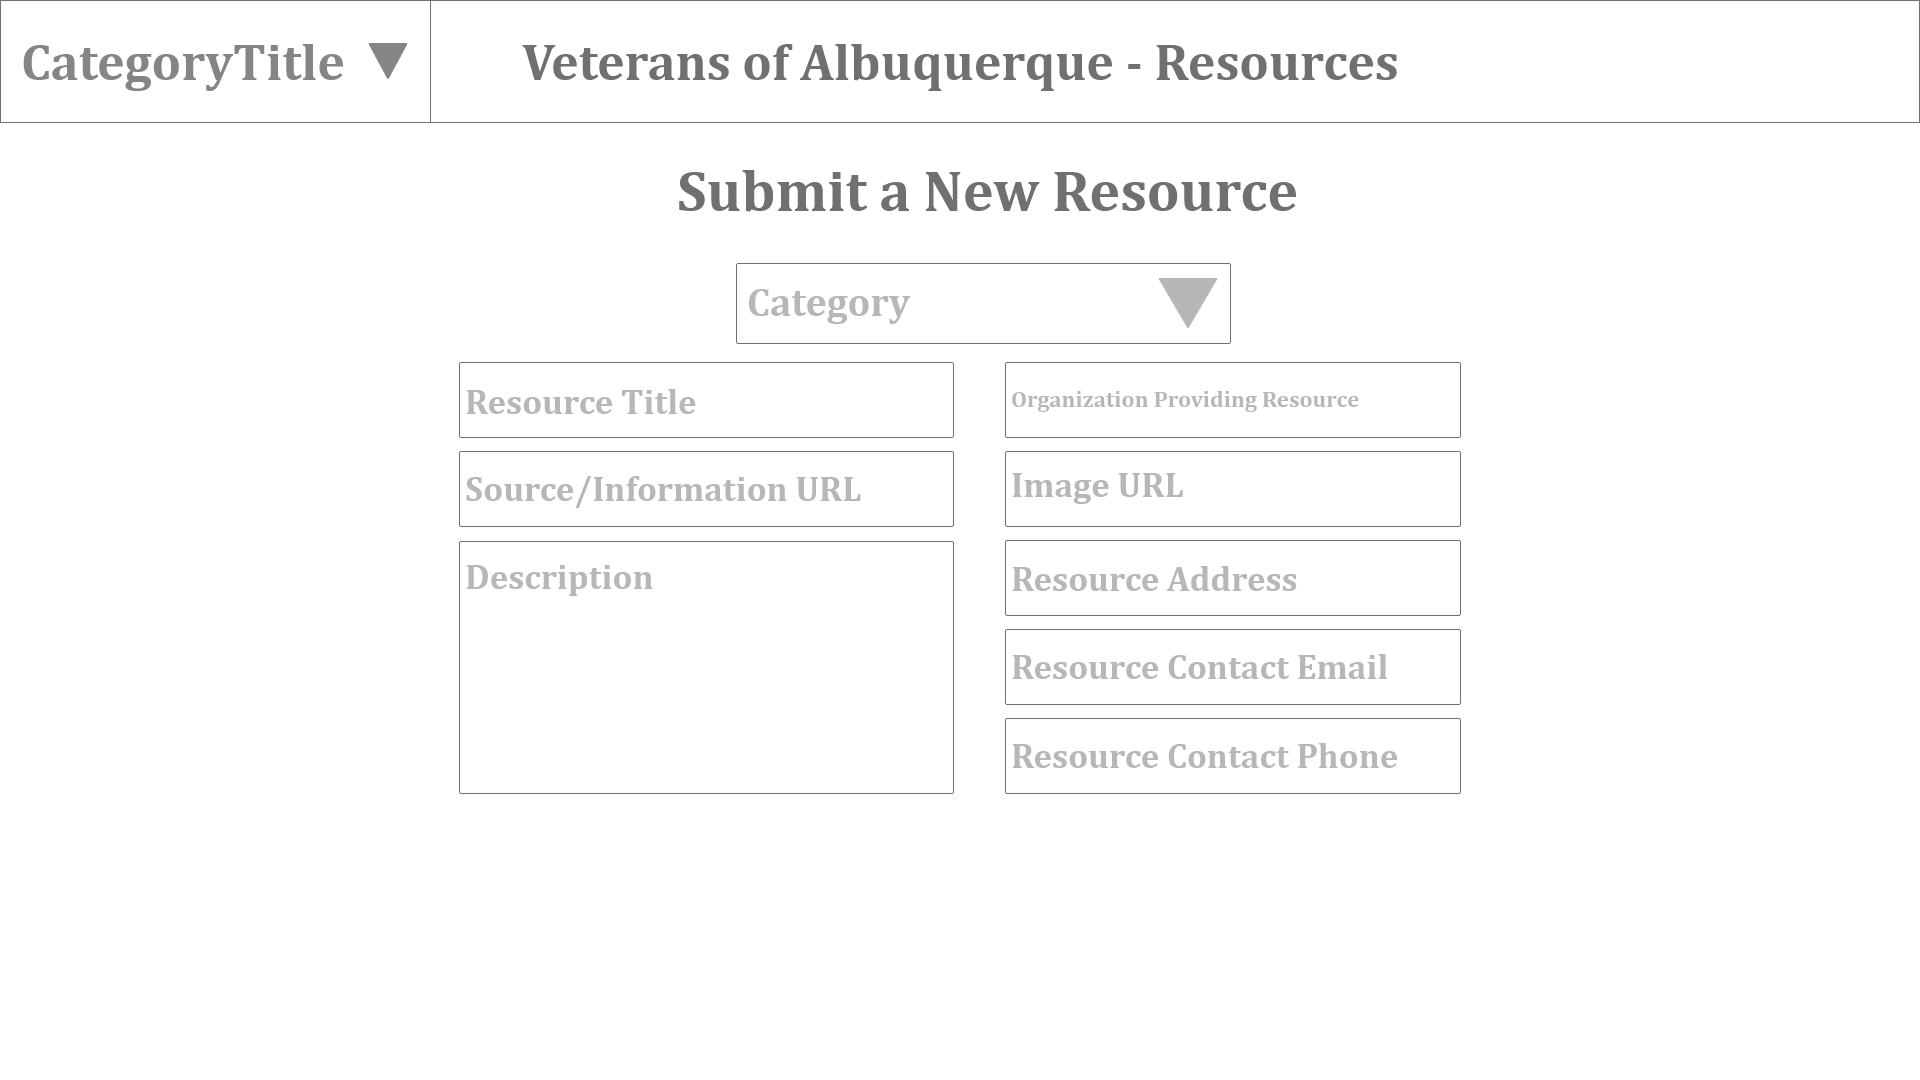 CategoryTitle
Veterans of Albuquerque - Resources
Submit a New Resource
Category
Resource Title
Organization Providing Resource
Source/Information URL
Image URL
Description
Resource Address
Resource Contact Email
Resource Contact Phone